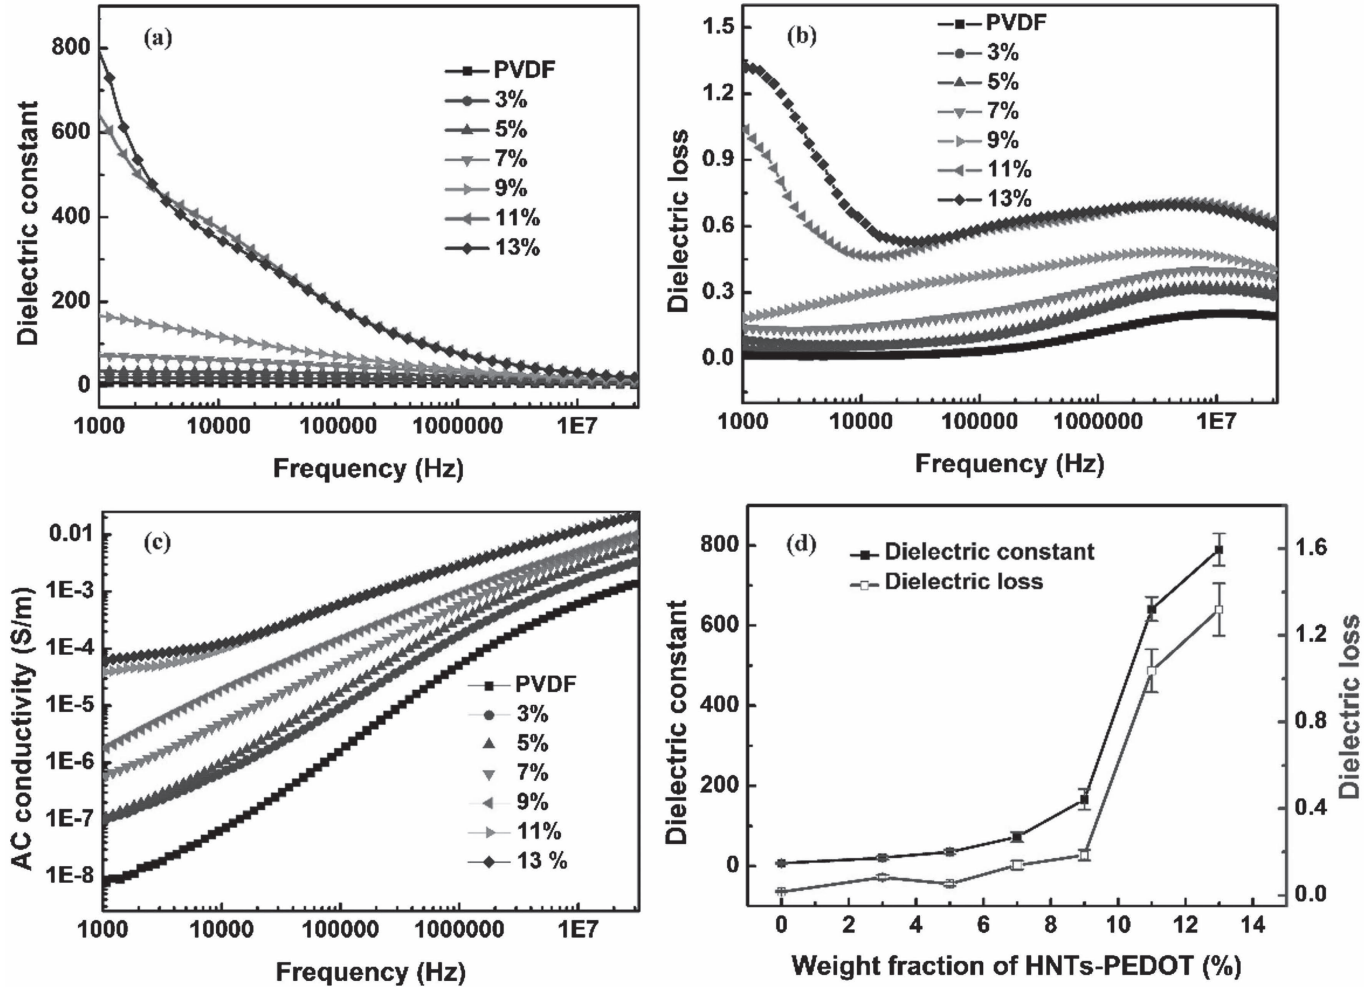 (a)
800
600
400
200
0
Dielectric constant
PVDF
3%
5%
7%
9%
11%
13%
1000 10000 100000 1000000 1E7
Frequency (Hz)
(b)
1.5
1.2
0.9
0.6
0.3
0.0
Dielectric loss
PVDF
3%
5%
7%
9%
11%
13%
1000 10000 100000 1000000 1E7
Frequency (Hz)
(c)
0.01
1E-3
1E-4
1E-5
1E-6
1E-7
1E-8
AC conductivity (S/m)
PVDF
3%
5%
7%
9%
11%
13 %
1000 10000 100000 1000000 1E7
Frequency (Hz)
(d)
Dielectric constant
Dielectric loss
800
600
400
200
0
Dielectric constant
1.6
1.2
0.8
0.4
0.0
Dielectric loss
0 2 4 6 8 10 12 14
Weight fraction of HNTs-PEDOT (%)